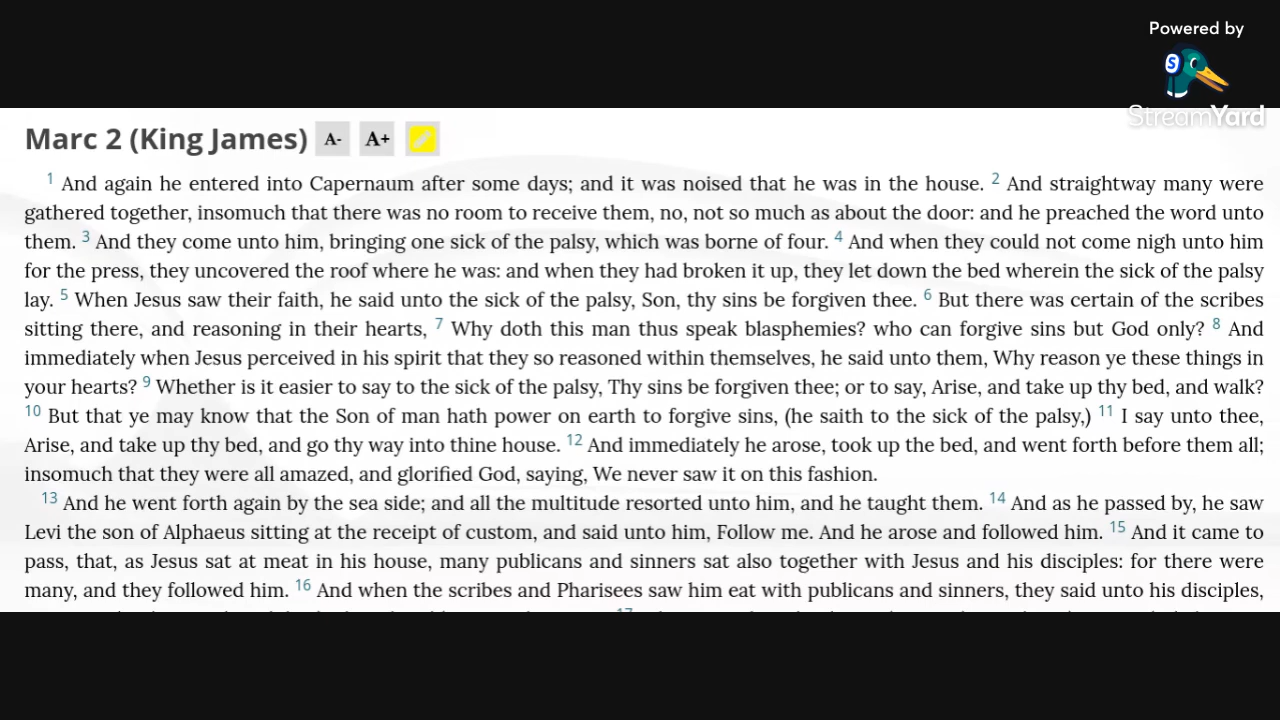 Powered by
StreamYard
Marc 2 (King James) A- A+
1 And again he entered into Capernaum after some days; and it was noised that he was in the house. 2 And straightway many were
gathered together, insomuch that there was no room to receive them, no, not so much as about the door: and he preached the word unto
them. 3 And they come unto him, bringing one sick of the palsy, which was borne of four. 4 And when they could not come nigh unto him
for the press, they uncovered the roof where he was: and when they had broken it up, they let down the bed wherein the sick of the palsy
lay. 5 When Jesus saw their faith, he said unto the sick of the palsy, Son, thy sins be forgiven thee. 6 But there was certain of the scribes
sitting there, and reasoning in their hearts, 7 Why doth this man thus speak blasphemies? who can forgive sins but God only? 8 And
immediately when Jesus perceived in his spirit that they so reasoned within themselves, he said unto them, Why reason ye these things in
your hearts? 9 Whether is it easier to say to the sick of the palsy, Thy sins be forgiven thee; or to say, Arise, and take up thy bed, and walk?
10 But that ye may know that the Son of man hath power on earth to forgive sins, (he saith to the sick of the palsy,) 11 I say unto thee,
Arise, and take up thy bed, and go thy way into thine house. 12 And immediately he arose, took up the bed, and went forth before them all;
insomuch that they were all amazed, and glorified God, saying, We never saw it on this fashion.
13 And he went forth again by the sea side; and all the multitude resorted unto him, and he taught them. 14 And as he passed by, he saw
Levi the son of Alphaeus sitting at the receipt of custom, and said unto him, Follow me. And he arose and followed him. 15 And it came to
pass, that, as Jesus sat at meat in his house, many publicans and sinners sat also together with Jesus and his disciples: for there were
many, and they followed him. 16 And when the scribes and Pharisees saw him eat with publicans and sinners, they said unto his disciples,